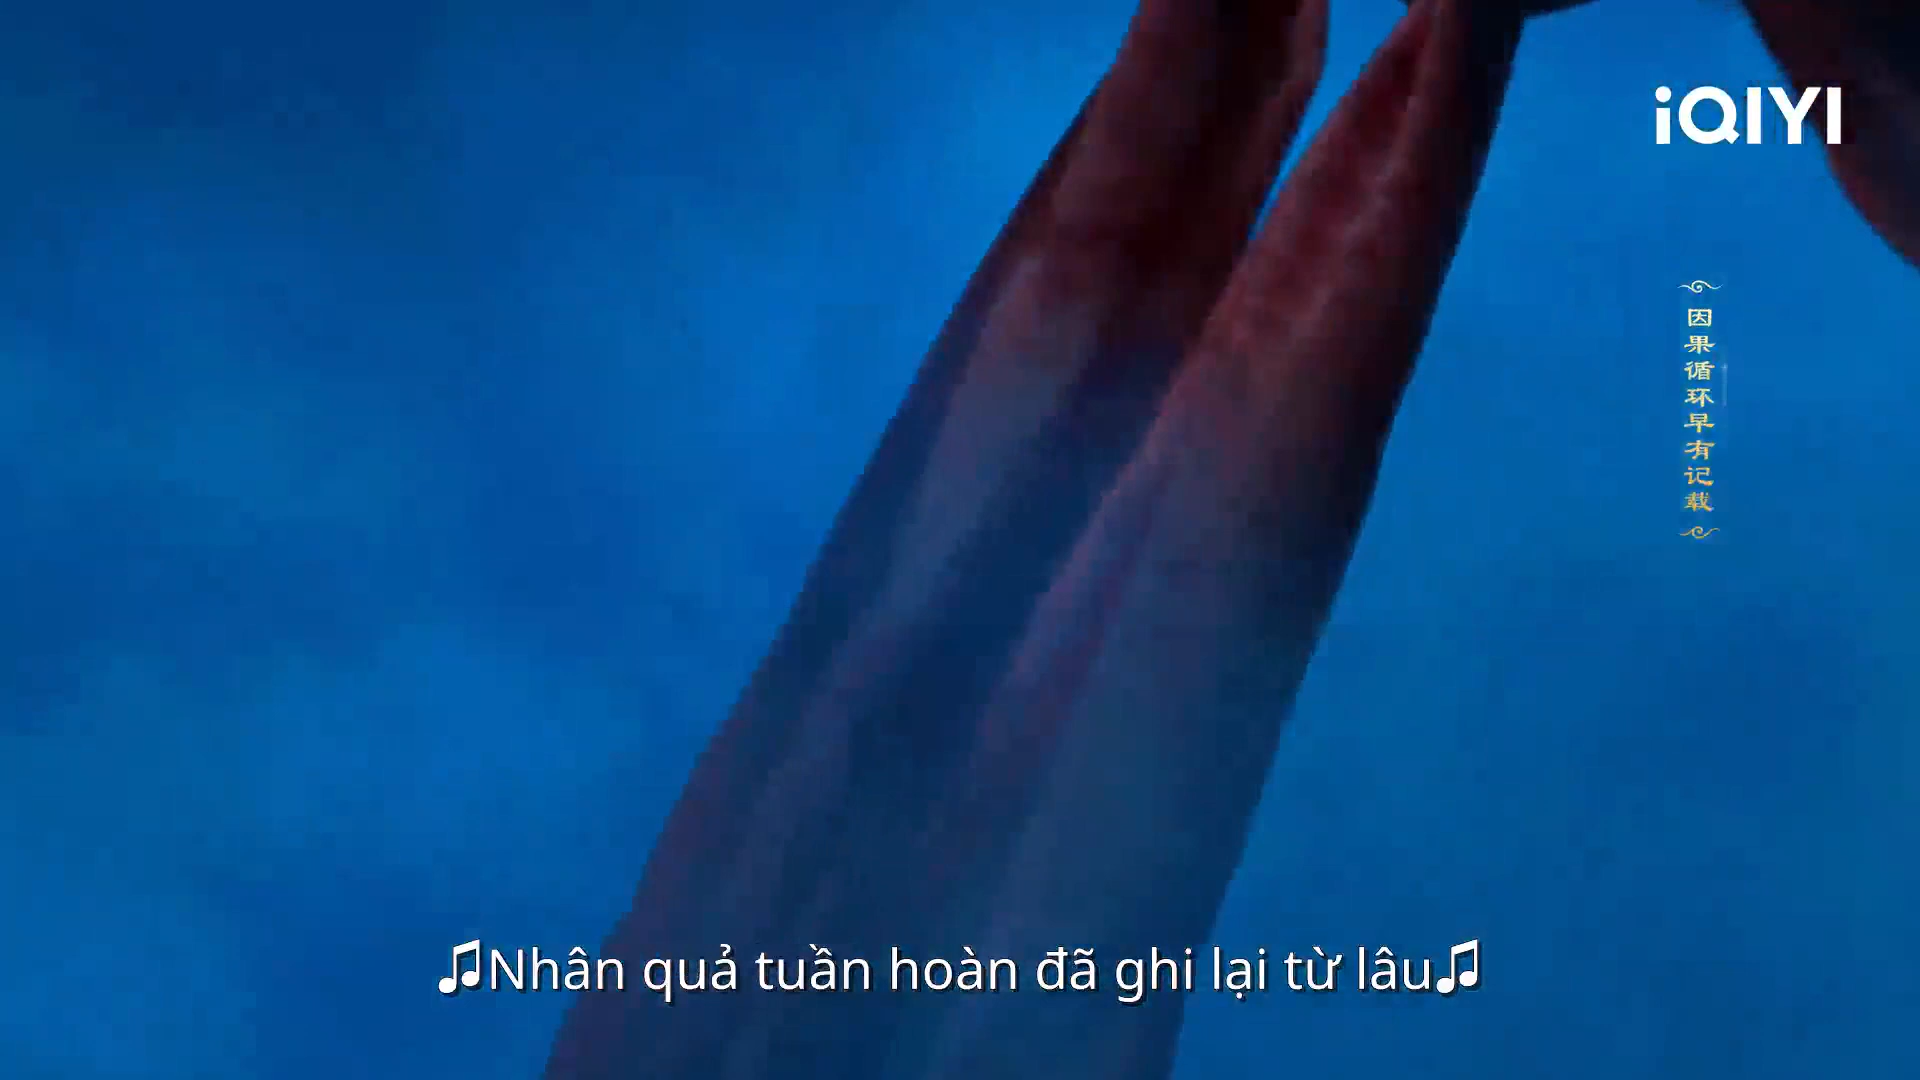 iQIYI
因果循环早有记载
♫Nhân quả tuần hoàn đã ghi lại từ lâu♫